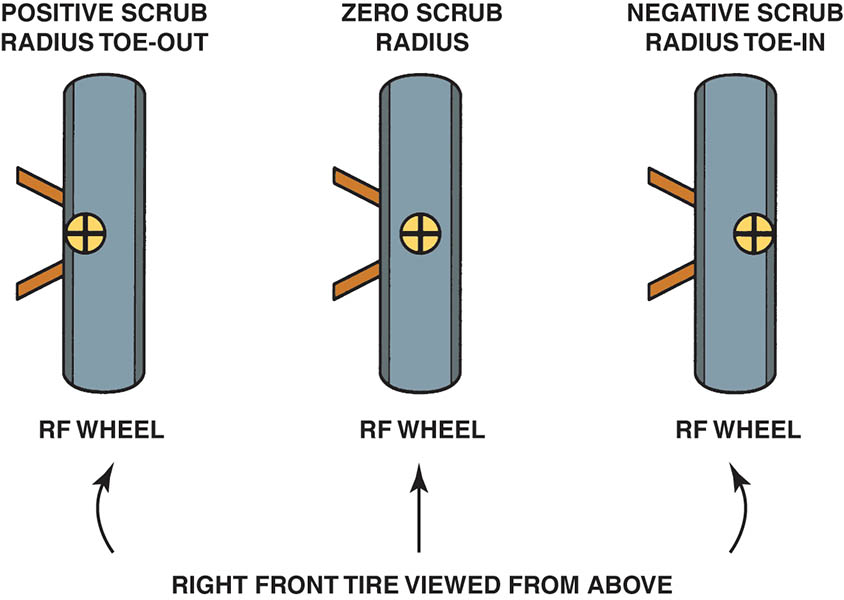 POSITIVE SCRUB
RADIUS TOE-OUT
ZERO SCRUB
RADIUS
NEGATIVE SCRUB
RADIUS TOE-IN
RF WHEEL
RF WHEEL
RF WHEEL
RIGHT FRONT TIRE VIEWED FROM ABOVE